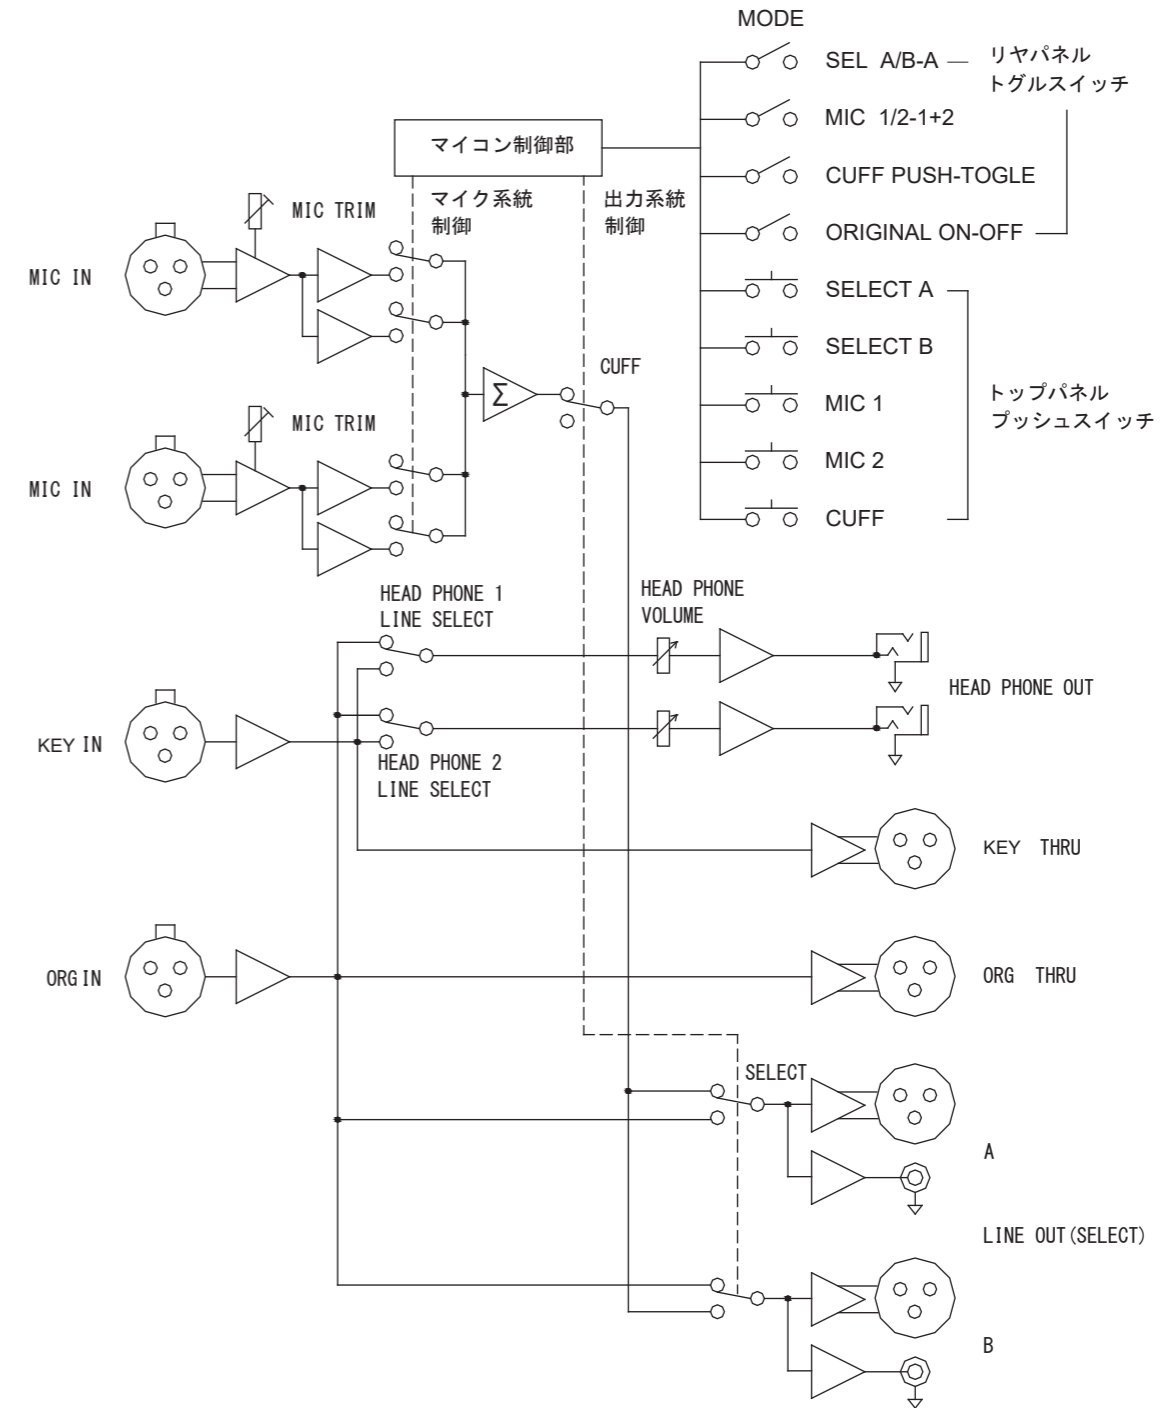 MODE
SEL A/B-A
リヤパネル
トグルスイッチ
MIC 1/2-1+2
マイコン制御部
CUFF PUSH-TOGLE
マイク系統
制御
出力系統
制御
MIC TRIM
ORIGINAL ON-OFF
MIC IN
SELECT A
SELECT B
CUFF
Σ
トップパネル
プッシュスイッチ
MIC 1
MIC TRIM
MIC 2
MIC IN
CUFF
HEAD PHONE 1
LINE SELECT
HEAD PHONE
VOLUME
HEAD PHONE OUT
KEY IN
HEAD PHONE 2
LINE SELECT
KEY THRU
ORG IN
ORG THRU
SELECT
A
LINE OUT(SELECT)
B